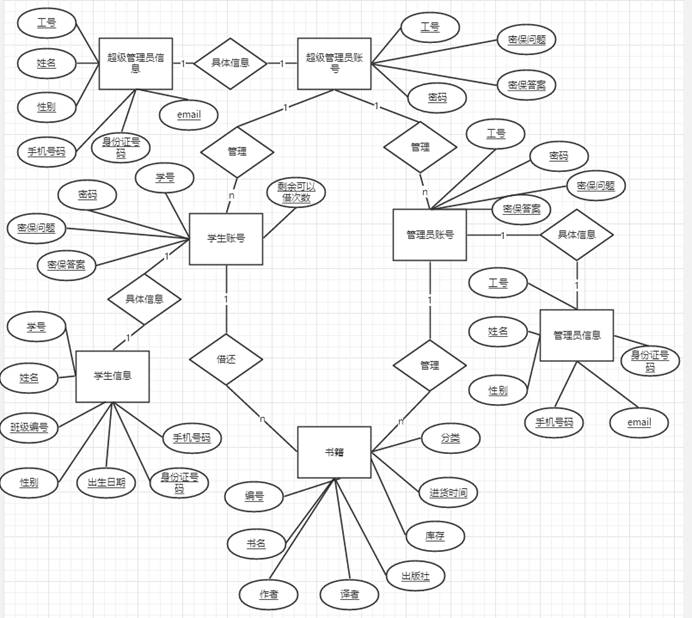 工号
超级管理员信
息
1
具体信息
1
超级管理员账
号
工号
密保问题
姓名
密保答案
性别
密码
email
手机号码
身份证号
码
1
1
管理
管理
工号
密码
密保问题
密保答案
学号
密码
剩余可以
借次数
n
n
密保问题
学生账号
管理员账号
1
具体信息
密保答案
1
具体信息
1
1
1
工号
学号
1
姓名
管理员信息
身份证号
码
借还
管理
姓名
学生信息
性别
班级编号
手机号码
n
n
手机号码
email
书籍
分类
性别
出生日期
身份证号
码
编号
进货时间
书名
库存
作者
译者
出版社